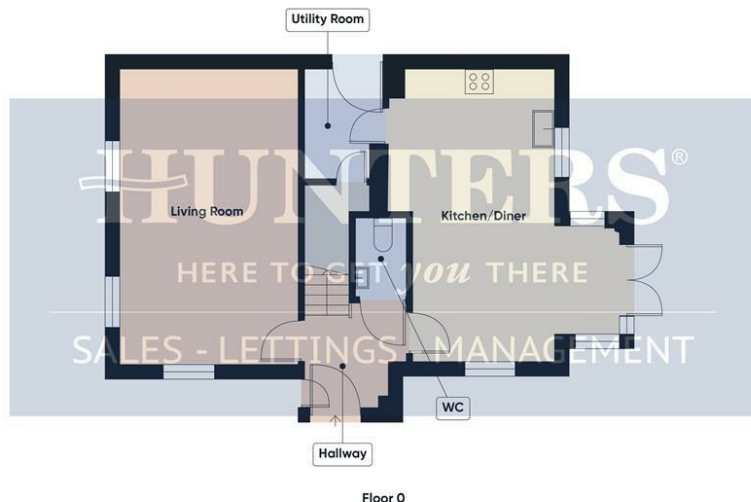 Utility Room
HUNTERS®
Living Room
Kitchen/Diner
HERE TO GET you THERE
SALES - LETTINGS - MANAGEMENT
WC
Hallway
Floor 0